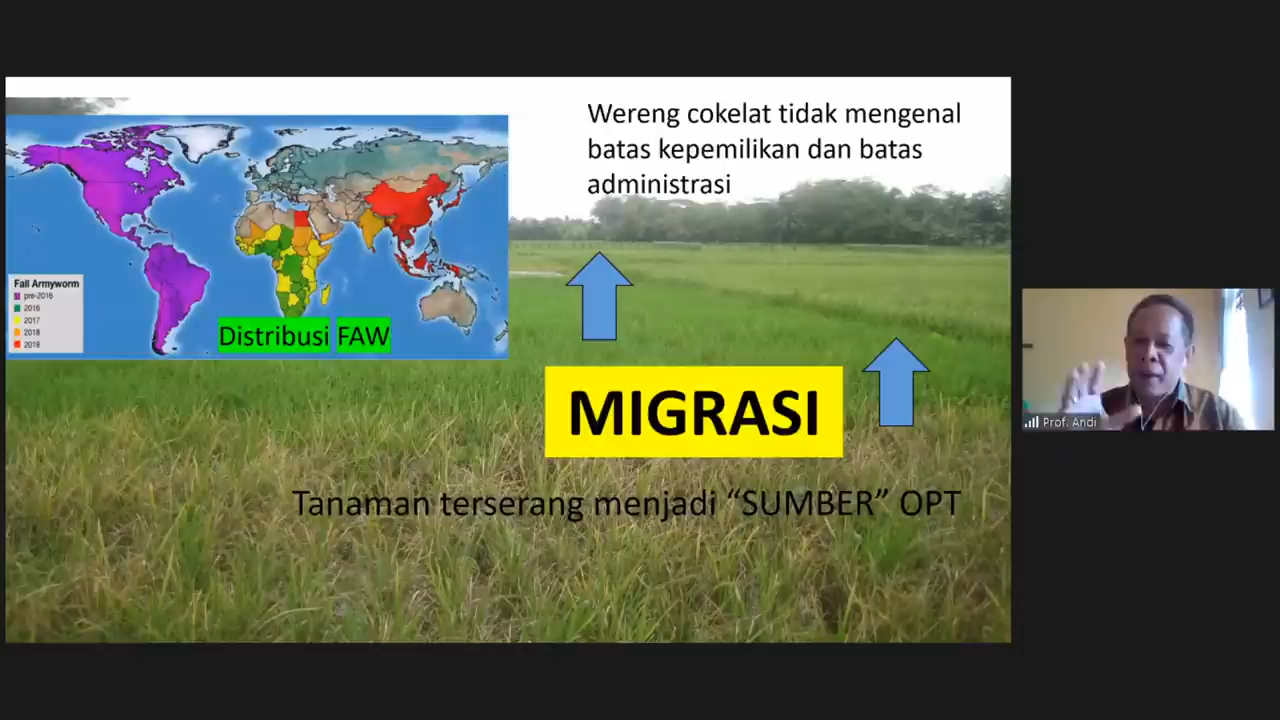 Wereng cokelat tidak mengenal
batas kepemilikan dan batas
administrasi
Fall Armyworm
pre-2016
2016
2017
2018
2019
Distribusi FAW
MIGRASI
Tanaman terserang menjadi “SUMBER” OPT
Prof. Andi